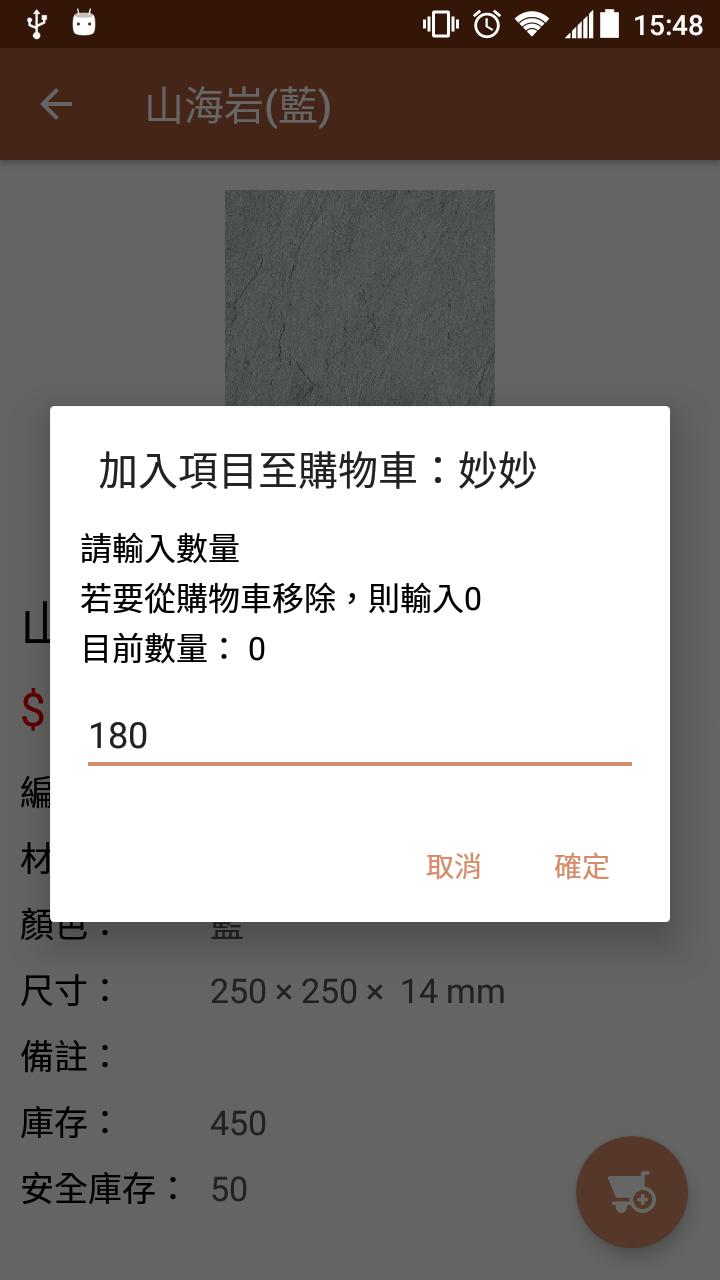 15:48
山海岩(藍)
加入項目至購物車：妙妙
請輸入數量
若要從購物車移除，則輸入0
目前數量： 0
180
取消 確定
山
$
編
材
顏色： 藍
尺寸： 250 × 250 × 14 mm
備註：
庫存： 450
安全庫存： 50